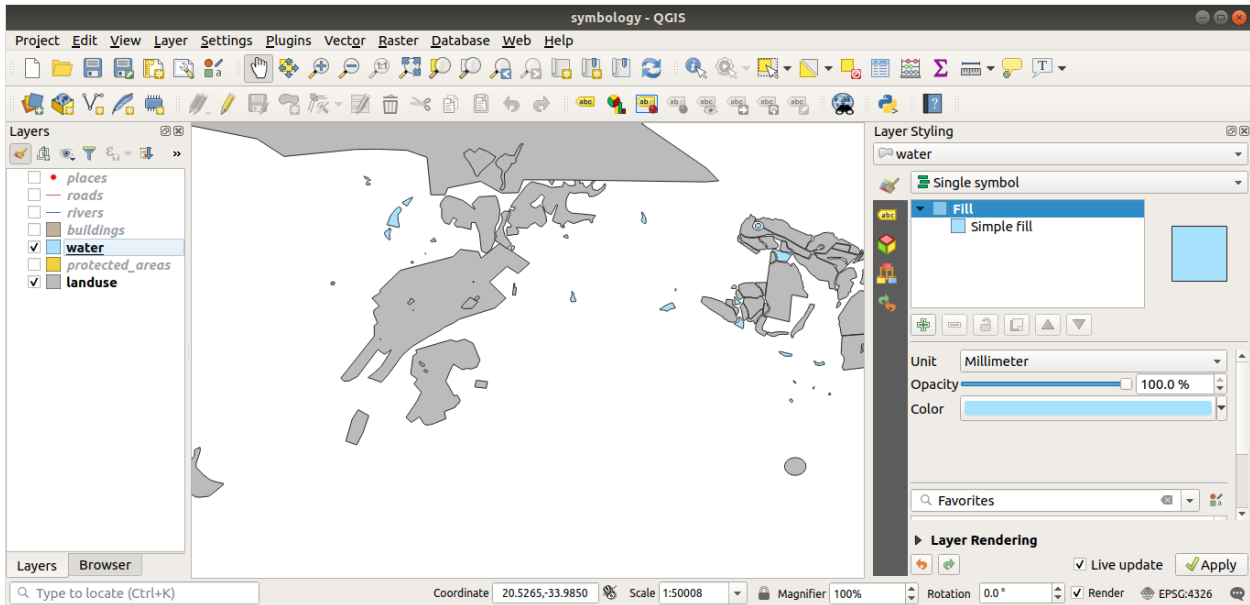 symbology - QGIS
Project Edit View Layer Settings Plugins Vector Raster Database Web Help
Layers
places
roads
rivers
buildings
water
protected_areas
landuse
Layers Browser
Layer Styling
water
Single symbol
abc
Fill
Simple fill
Unit Millimeter
Opacity 100.0 %
Color
Favorites
Layer Rendering
Live update Apply
Type to locate (Ctrl+K) Coordinate 20.5265,-33.9850 Scale 1:50008 Magnifier 100% Rotation 0.0 ° Render EPSG:4326